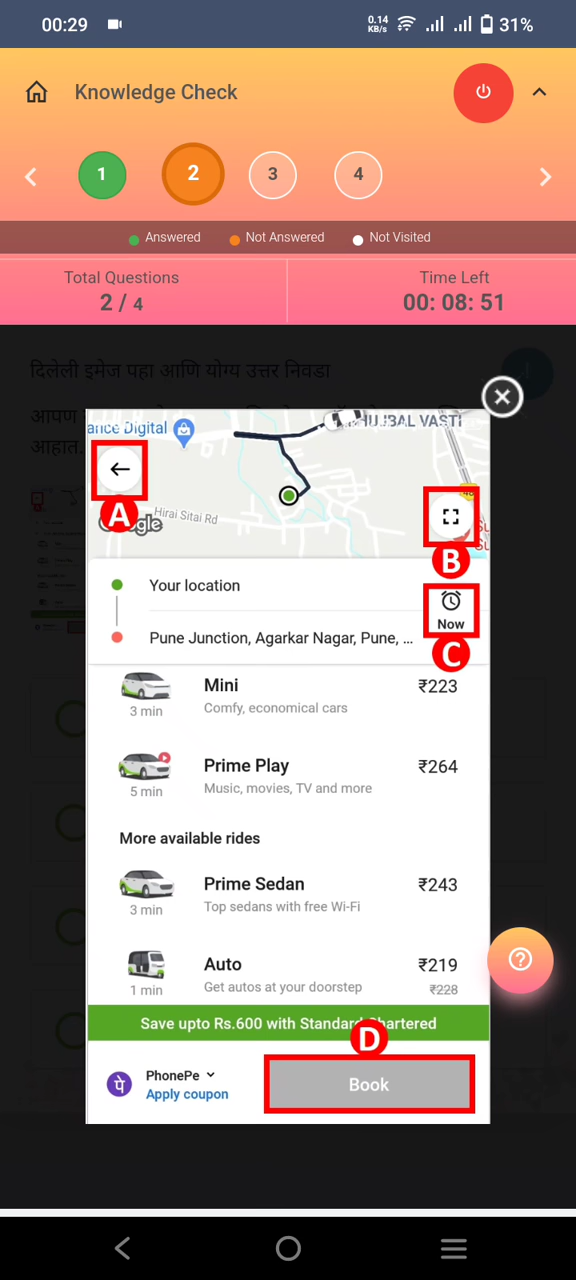 00:29 0.14 KB/s 31%
Knowledge Check
1 2 3 4
Answered Not Answered Not Visited
Total Questions Time Left
2 / 4 00: 08: 51
दिलेली इमेज पहा आणि योग्य उत्तर निवडा
आपण
आहात.
ance Digital HUJBAL VASTI
A
Hirai Sitai Rd
B
Your location
Now
Pune Junction, Agarkar Nagar, Pune, ...
C
Mini ₹223
3 min Comfy, economical cars
Prime Play ₹264
5 min Music, movies, TV and more
More available rides
Prime Sedan ₹243
3 min Top sedans with free Wi-Fi
Auto ₹219
1 min Get autos at your doorstep ₹228
Save upto Rs.600 with Standard Chartered
D
PhonePe
Apply coupon
Book